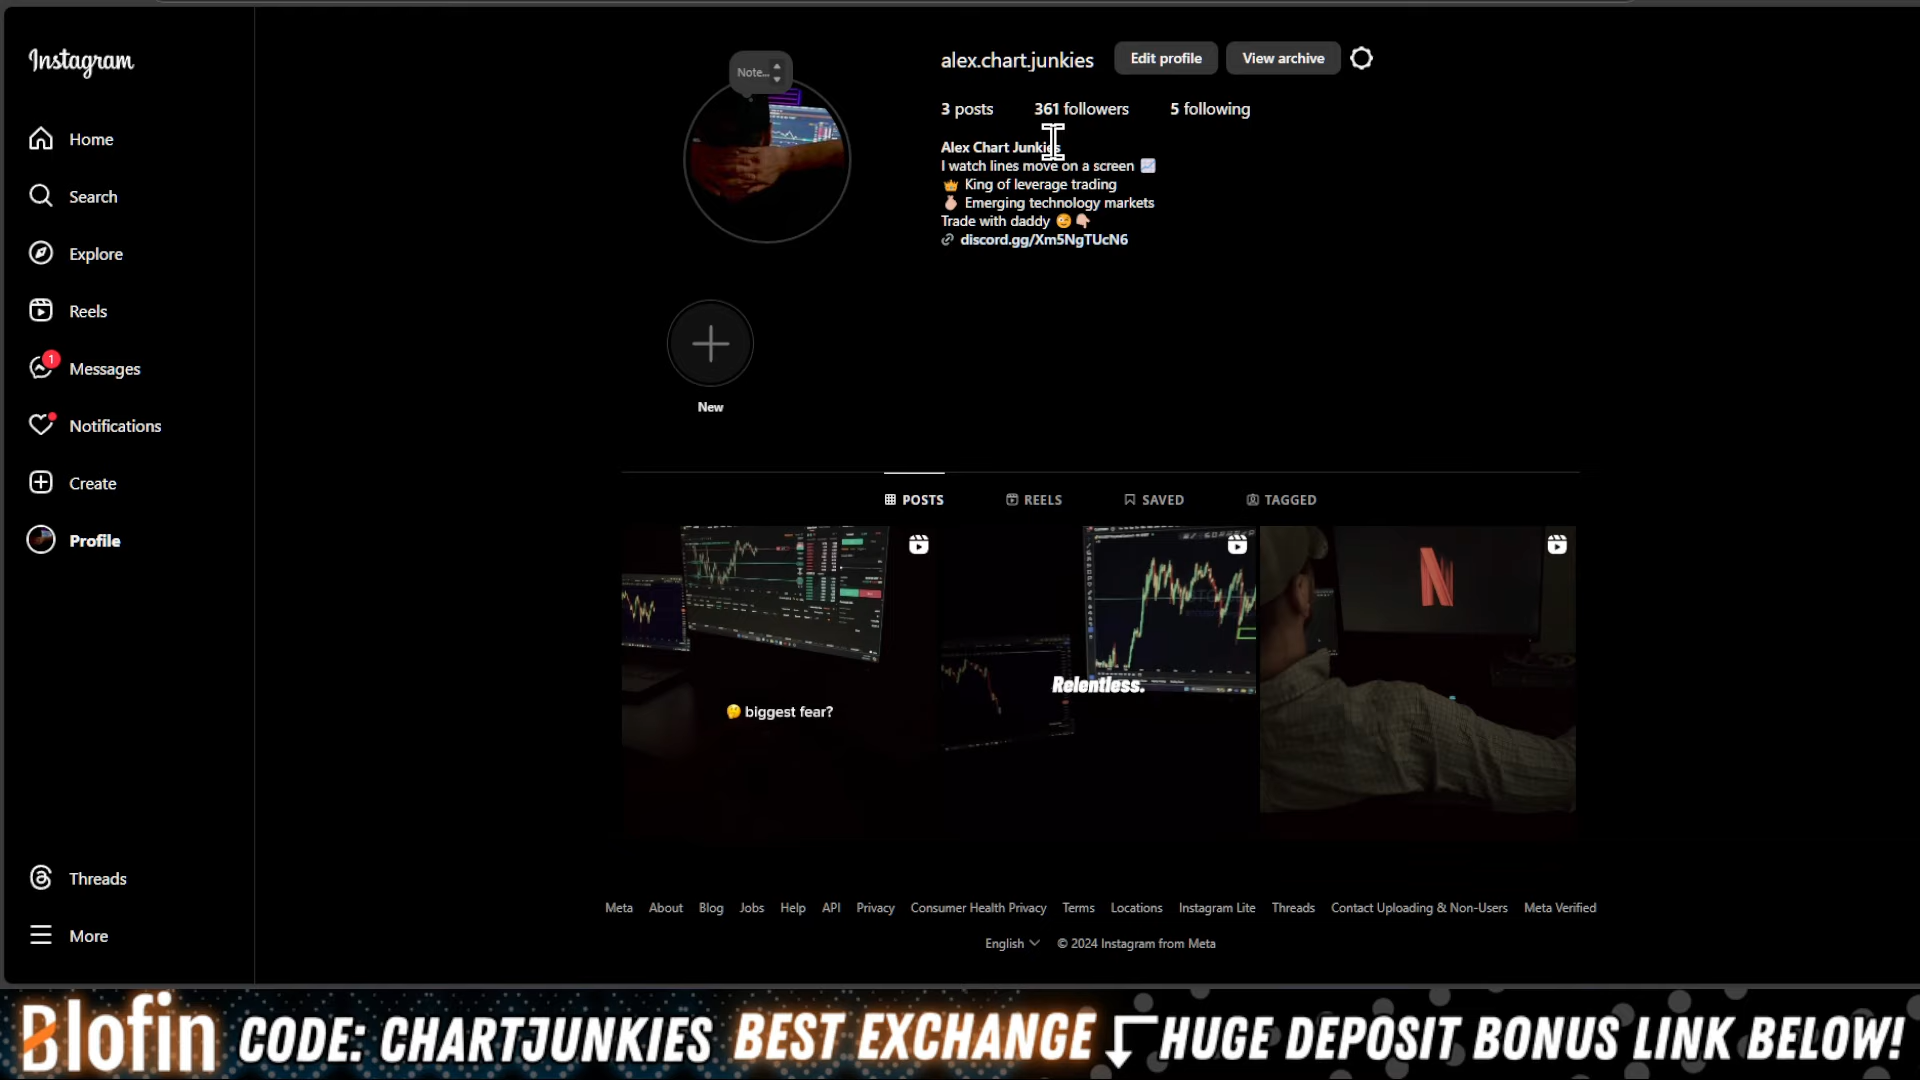 Instagram
Home
Search
Explore
Reels
1
Messages
Notifications
Create
Profile
Threads
More
Note...
alex.chart.junkies
Edit profile
View archive
3 posts
361 followers
5 following
Alex Chart Junkies
I watch lines move on a screen 📈
👑 King of leverage trading
👌🏻 Emerging technology markets
Trade with daddy 😉👇🏻
discord.gg/Xm5NgTUcN6
New
POSTS
REELS
SAVED
TAGGED
🤔 biggest fear?
Relentless.
N
Meta
About
Blog
Jobs
Help
API
Privacy
Consumer Health Privacy
Terms
Locations
Instagram Lite
Threads
Contact Uploading & Non-Users
Meta Verified
English
© 2024 Instagram from Meta
Blofin CODE: CHARTJUNKIES BEST EXCHANGE HUGE DEPOSIT BONUS LINK BELOW!